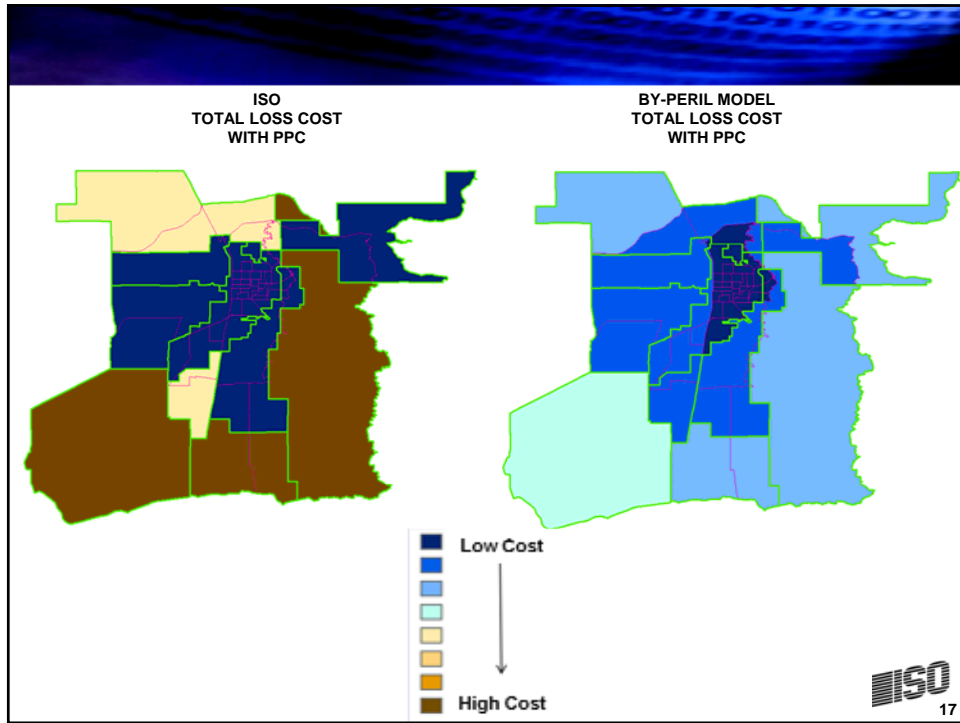 ISO
TOTAL LOSS COST
WITH PPC
BY-PERIL MODEL
TOTAL LOSS COST
WITH PPC
Low Cost
High Cost
ISO
17